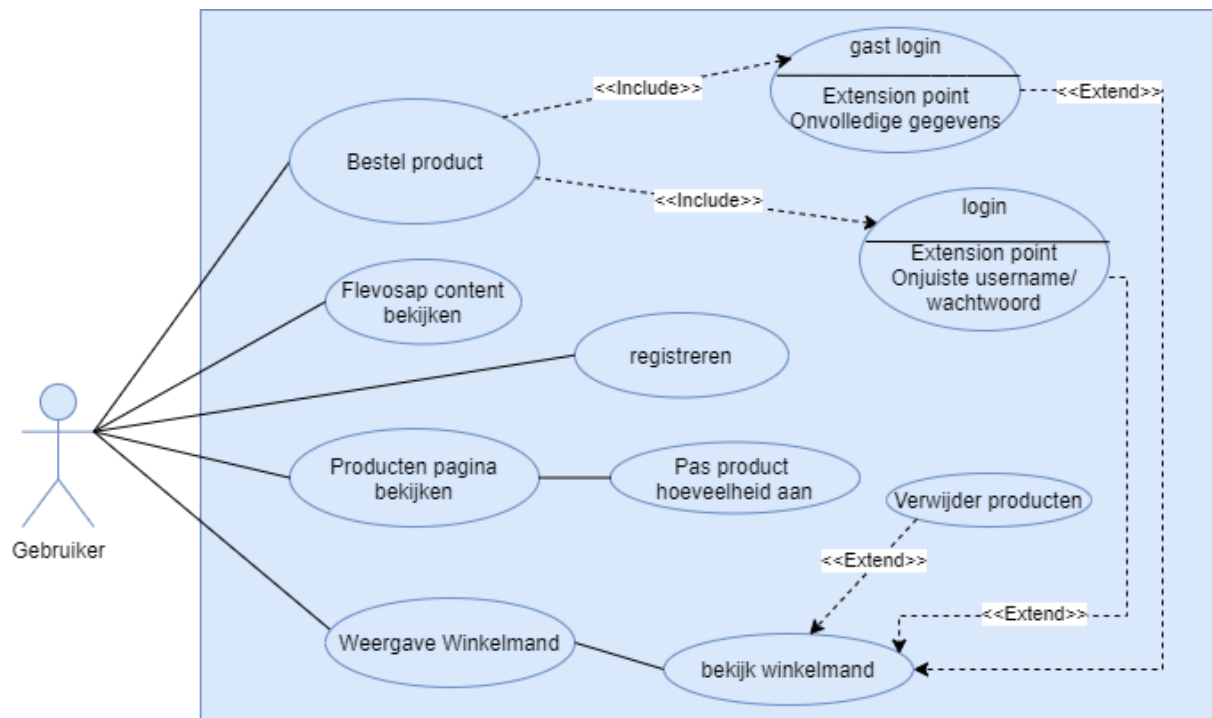 gast login
Extension point
Onvolledige gegevens
<<Include>>
<<Extend>>
Bestel product
<<Include>>
login
Extension point
Onjuiste username/
wachtwoord
Flevosap content
bekijken
registreren
Producten pagina
bekijken
Pas product
hoeveelheid aan
Verwijder producten
Gebruiker
<<Extend>>
<<Extend>>
Weergave Winkelmand
bekijk winkelmand